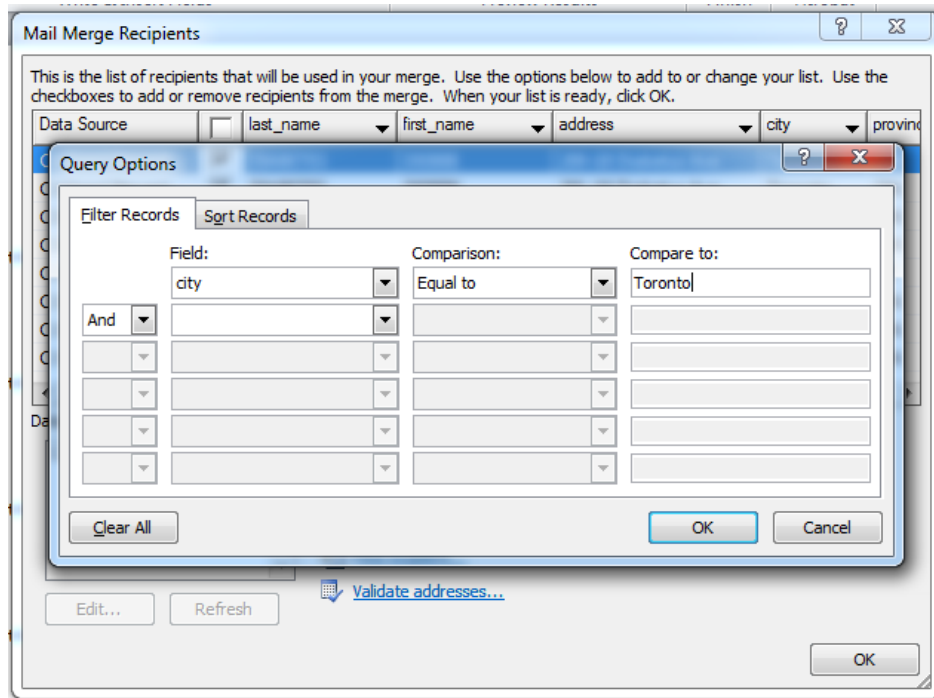 Mail Merge Recipients
This is the list of recipients that will be used in your merge. Use the options below to add to or change your list. Use the
checkboxes to add or remove recipients from the merge. When your list is ready, click OK.
Data Source last_name first_name address city provinc
Query Options
Filter Records Sort Records
Field: Comparison: Compare to:
city Equal to Toronto
And
Da
Clear All OK Cancel
Validate addresses...
Edit... Refresh
OK